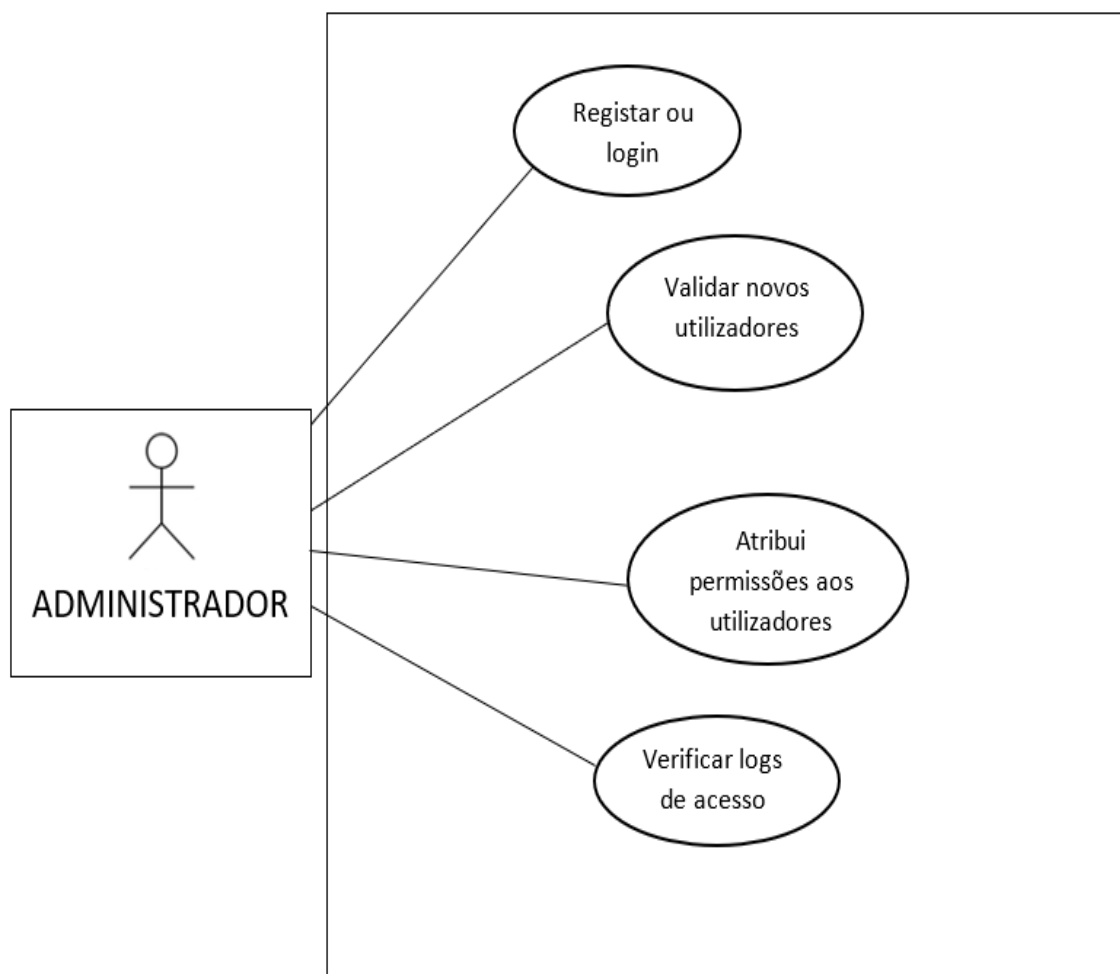 Registar ou
login
Validar novos
utilizadores
ADMINISTRADOR
Atribui
permissões aos
utilizadores
Verificar logs
de acesso